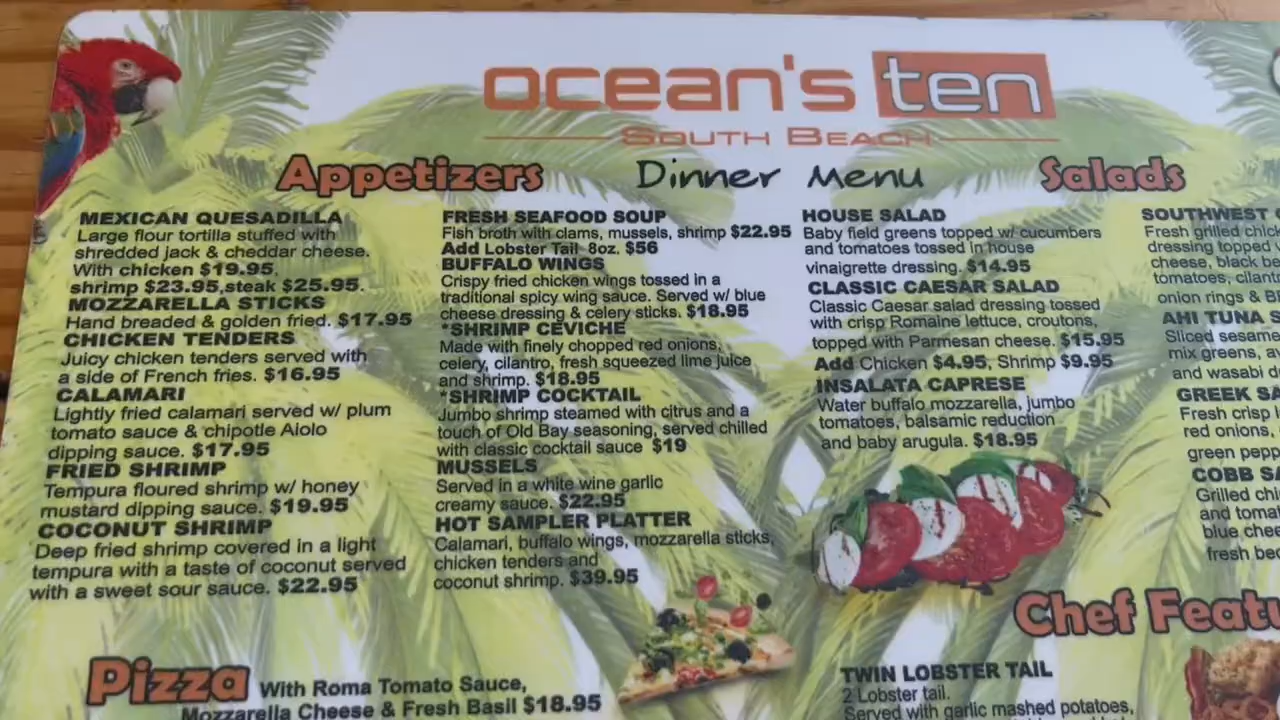 ocean's ten
SOUTH BEACH
Dinner Menu
Appetizers
MEXICAN QUESADILLA
Large flour tortilla stuffed with
shredded jack & cheddar cheese.
With chicken $19.95,
shrimp $23.95,steak $25.95.
MOZZARELLA STICKS
Hand breaded & golden fried. $17.95
CHICKEN TENDERS
Juicy chicken tenders served with
a side of French fries. $16.95
CALAMARI
Lightly fried calamari served w/ plum
tomato sauce & chipotle Aiolo
dipping sauce. $17.95
FRIED SHRIMP
Tempura floured shrimp w/ honey
mustard dipping sauce. $19.95
COCONUT SHRIMP
Deep fried shrimp covered in a light
tempura with a taste of coconut served
with a sweet sour sauce. $22.95
FRESH SEAFOOD SOUP
Fish broth with clams, mussels, shrimp $22.95
Add Lobster Tail 8oz. $56
BUFFALO WINGS
Crispy fried chicken wings tossed in a
traditional spicy wing sauce. Served w/ blue
cheese dressing & celery sticks. $18.95
*SHRIMP CEVICHE
Made with finely chopped red onions,
celery, cilantro, fresh squeezed lime juice
and shrimp. $18.95
*SHRIMP COCKTAIL
Jumbo shrimp steamed with citrus and a
touch of Old Bay seasoning, served chilled
with classic cocktail sauce $19
MUSSELS
Served in a white wine garlic
creamy sauce. $22.95
HOT SAMPLER PLATTER
Calamari, buffalo wings, mozzarella sticks,
chicken tenders and
coconut shrimp. $39.95
Salads
HOUSE SALAD
Baby field greens topped w/ cucumbers
and tomatoes tossed in house
vinaigrette dressing. $14.95
CLASSIC CAESAR SALAD
Classic Caesar salad dressing tossed
with crisp Romaine lettuce, croutons,
topped with Parmesan cheese. $15.95
Add Chicken $4.95, Shrimp $9.95
INSALATA CAPRESE
Water buffalo mozzarella, jumbo
tomatoes, balsamic reduction
and baby arugula. $18.95
SOUTHWEST
Fresh grilled
dressing topped
cheese, black
tomatoes,
onion rings &
AHI TUNA
Sliced sesame
mix greens,
and wasabi
GREEK
Fresh crisp
red onions,
green
COBB
Grilled
and
blue
fresh
Pizza With Roma Tomato Sauce,
Mozzarella Cheese & Fresh Basil $18.95
Chef
TWIN LOBSTER TAIL
2 Lobster tail.
Served with garlic mashed potatoes,